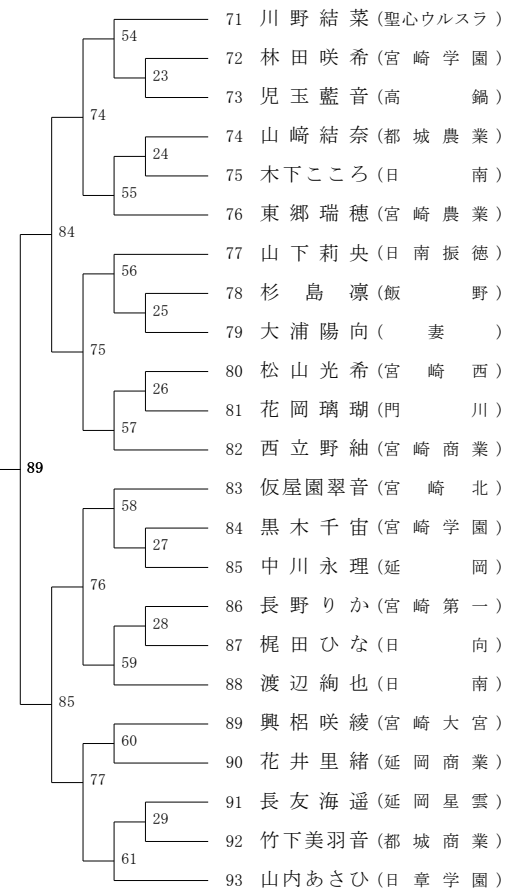 71 川野結菜(聖心ウルスラ)
54
72 林田咲希(宮崎学園)
23
73 児玉藍音(高鍋)
74
74 山﨑結奈(都城農業)
24
75 木下こころ(日南)
55
76 東郷瑞穂(宮崎農業)
84
77 山下莉央(日南振徳)
56
78 杉島凛(飯野)
25
79 大浦陽向(妻)
75
80 松山光希(宮崎西)
26
81 花岡璃瑚(門川)
57
82 西立野紬(宮崎商業)
89
83 仮屋園翠音(宮崎北)
58
84 黒木千宙(宮崎学園)
27
85 中川永理(延岡)
76
86 長野りか(宮崎第一)
28
87 梶田ひな(日向)
59
88 渡辺絢也(日南)
85
89 興梠咲綾(宮崎大宮)
60
90 花井里緒(延岡商業)
77
91 長友海遥(延岡星雲)
29
92 竹下美羽音(都城商業)
61
93 山内あさひ(日章学園)